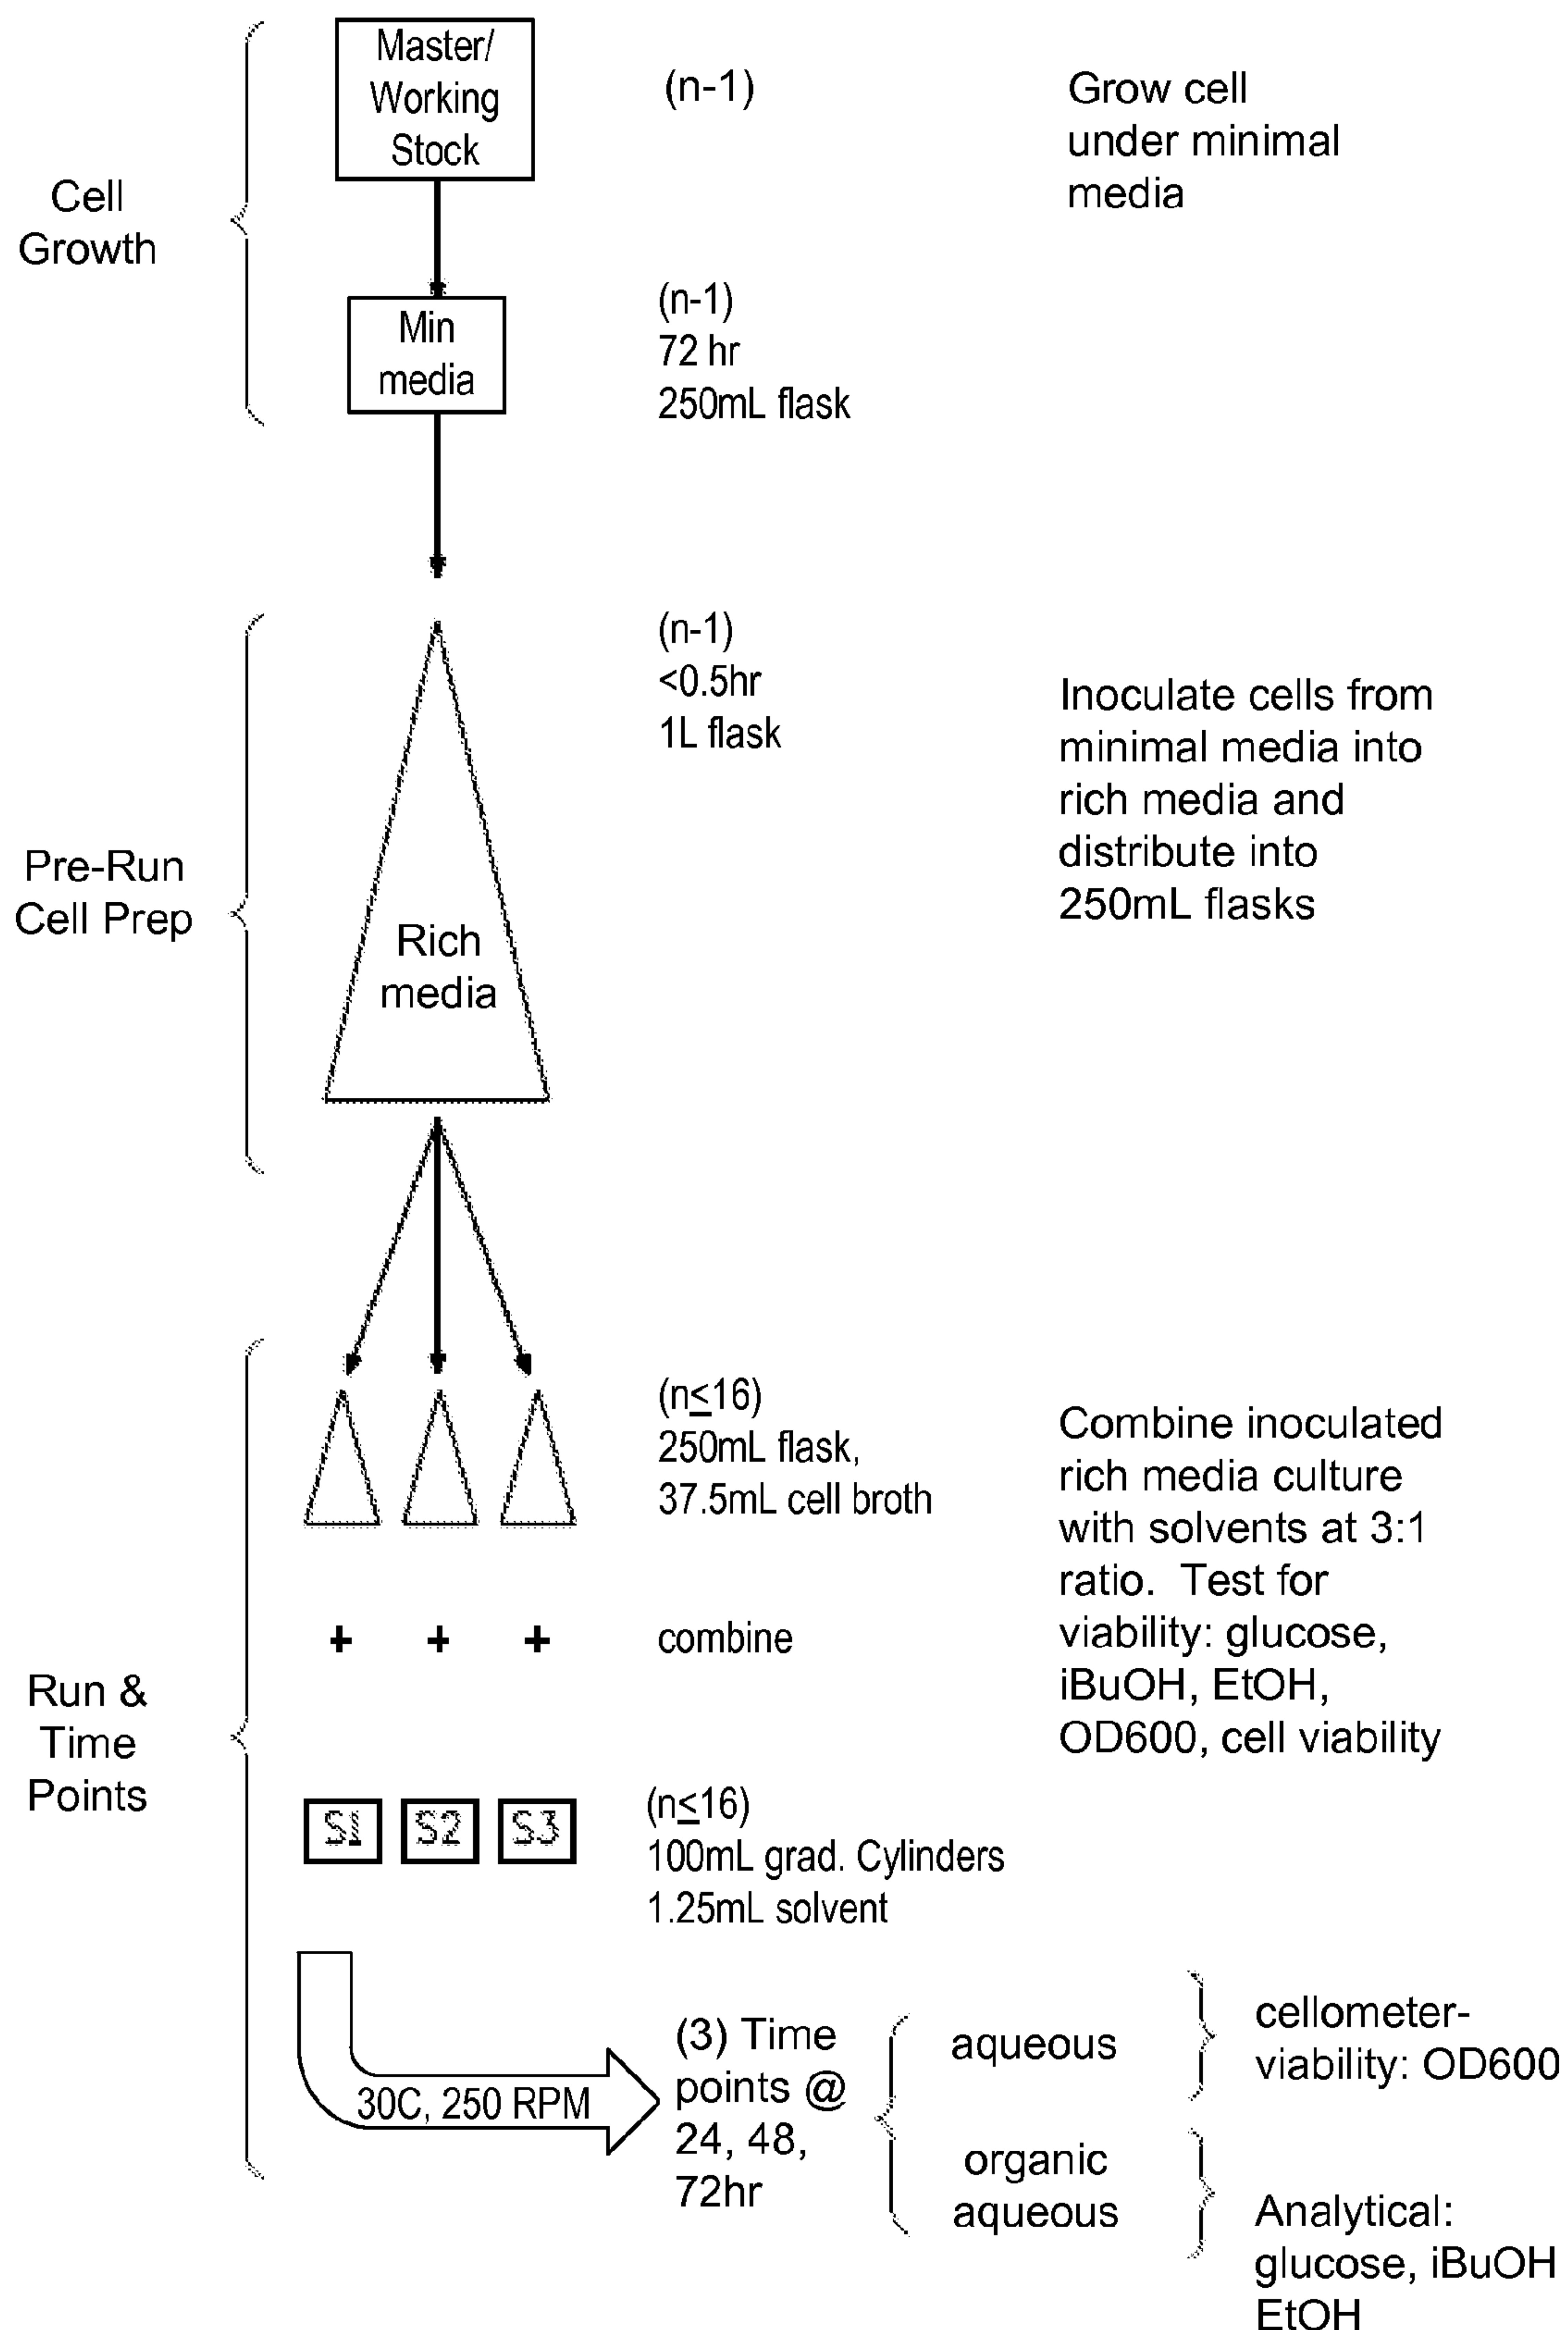 Cell
Growth
Master/
Working
Stock
(n-1)
Grow cell
under minimal
media
Min
media
(n-1)
72 hr
250mL flask
Pre-Run
Cell Prep
Rich
media
(n-1)
<0.5hr
1L flask
Inoculate cells from
minimal media into
rich media and
distribute into
250mL flasks
Run &
Time
Points
(n≤16)
250mL flask,
37.5mL cell broth
Combine inoculated
rich media culture
with solvents at 3:1
ratio. Test for
viability: glucose,
iBuOH, EtOH,
OD600, cell viability
+ + +
combine
S1 S2 S3
(n≤16)
100mL grad. Cylinders
1.25mL solvent
30C, 250 RPM
(3) Time
points @
24, 48,
72hr
aqueous
cellometer-
viability: OD600
organic
aqueous
Analytical:
glucose, iBuOH
EtOH